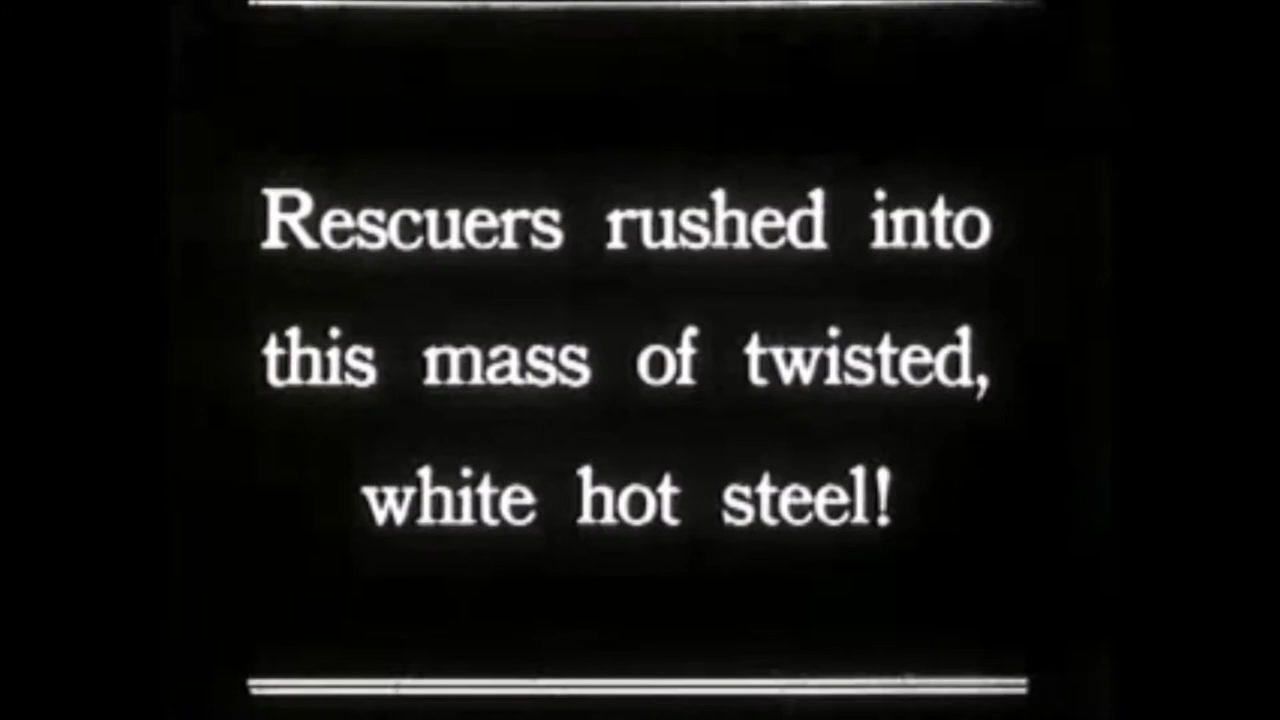 Rescuers rushed into
this mass of twisted,
white hot steel!